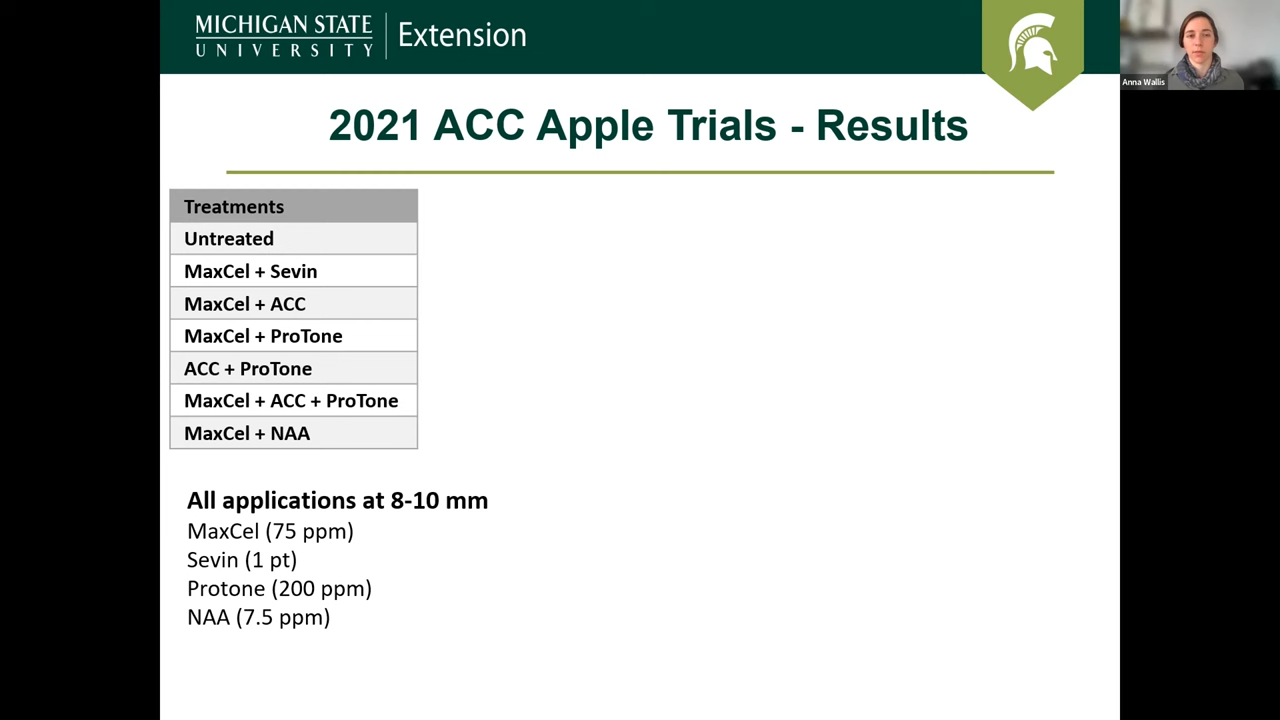 MICHIGAN STATE
UNIVERSITY
Extension
Anna Wallis
2021 ACC Apple Trials - Results
Treatments
Untreated
MaxCel + Sevin
MaxCel + ACC
MaxCel + ProTone
ACC + ProTone
MaxCel + ACC + ProTone
MaxCel + NAA
All applications at 8-10 mm
MaxCel (75 ppm)
Sevin (1 pt)
Protone (200 ppm)
NAA (7.5 ppm)